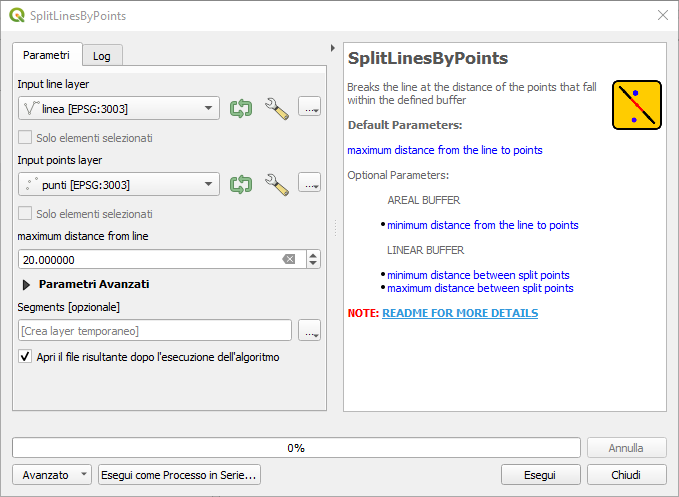 SplitLinesByPoints
Parametri
Log
Input line layer
linea [EPSG:3003]
...
Solo elementi selezionati
Input points layer
punti [EPSG:3003]
...
Solo elementi selezionati
maximum distance from line
20.000000
Parametri Avanzati
Segments [opzionale]
[Crea layer temporaneo]
...
Apri il file risultante dopo l'esecuzione dell'algoritmo
SplitLinesByPoints
Breaks the line at the distance of the points that fall
within the defined buffer
Default Parameters:
maximum distance from the line to points
Optional Parameters:
AREAL BUFFER
•minimum distance from the line to points
LINEAR BUFFER
•minimum distance between split points
•maximum distance between split points
NOTE: README FOR MORE DETAILS
0%
Annulla
Avanzato
Esegui come Processo in Serie...
Esegui
Chiudi